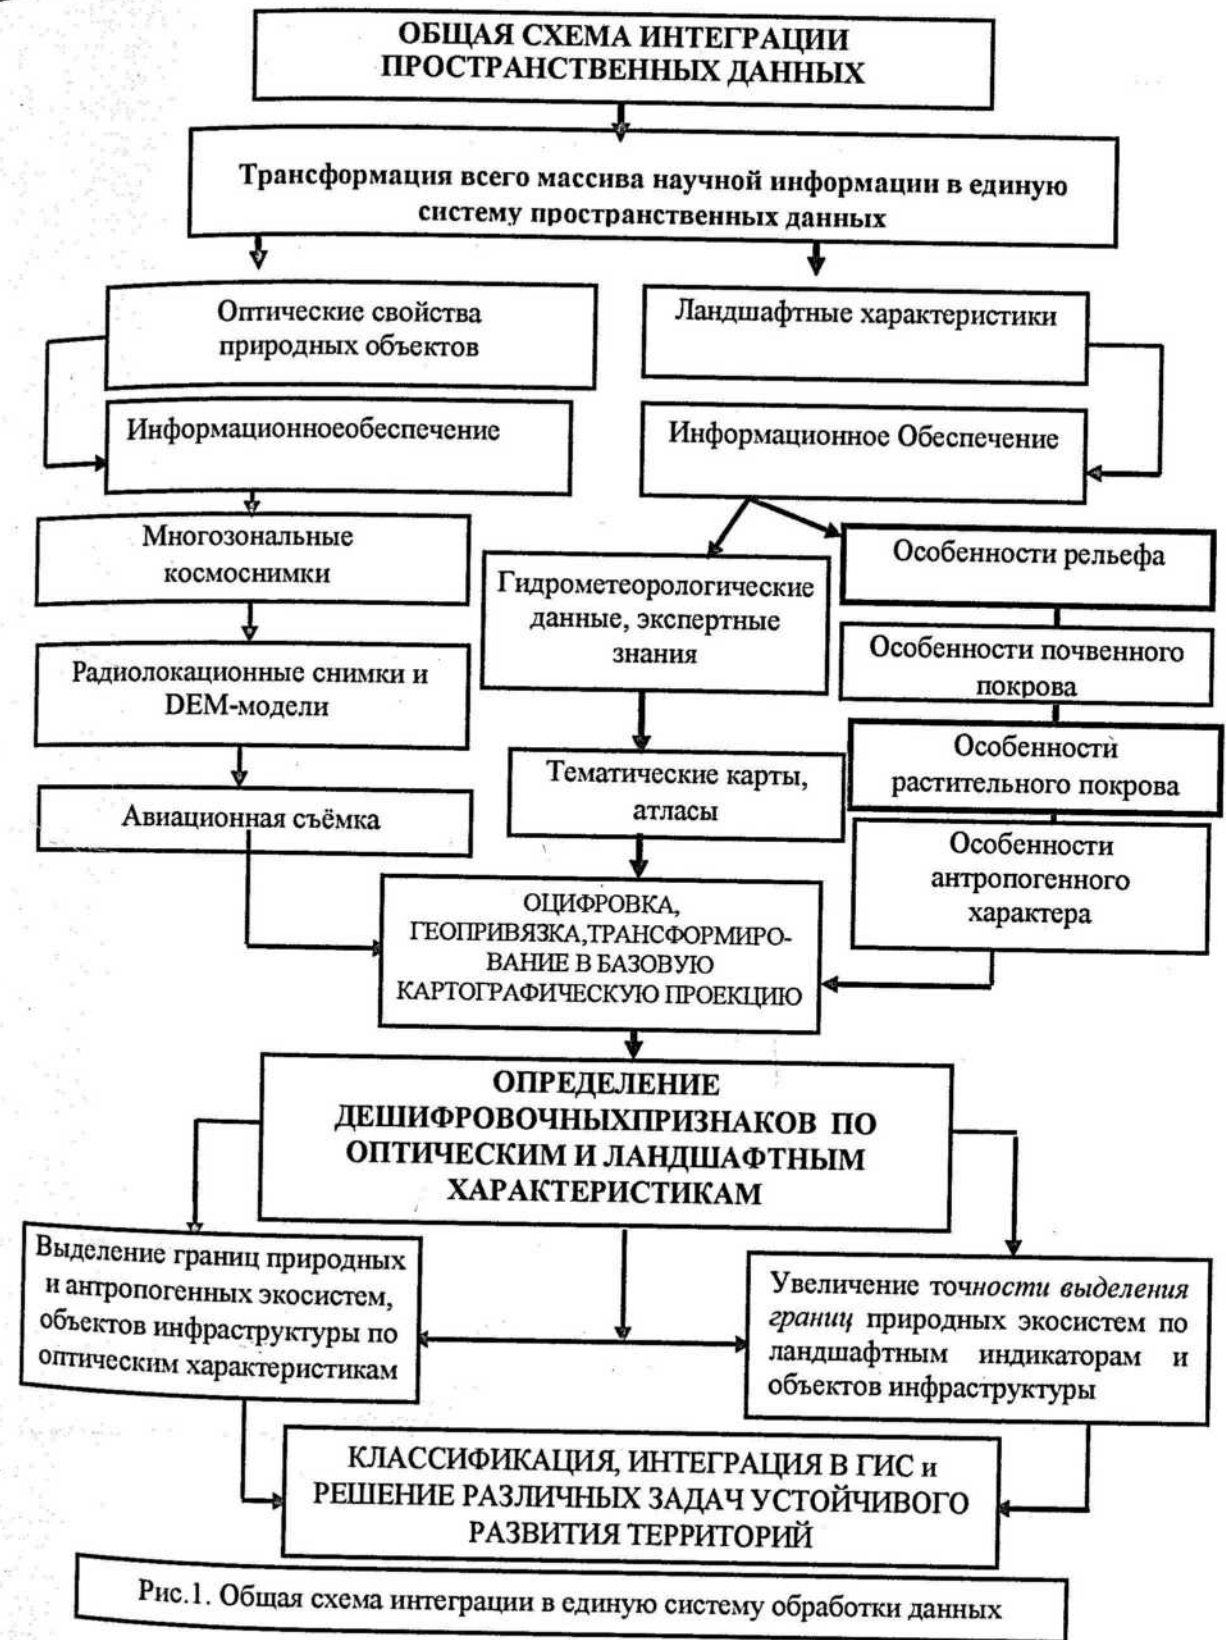 ОБЩАЯ СХЕМА ИНТЕГРАЦИИ
ПРОСТРАНСТВЕННЫХ ДАННЫХ
Трансформация всего массива научной информации в единую
систему пространственных данных
Оптические свойства
природных объектов
Ландшафтные характеристики
Информационноеобеспечение
Информационное Обеспечение
Многозональные
космоснимки
Радиолокационные снимки и
DEM-модели
Авиационная съёмка
Гидрометеорологические
данные, экспертные
знания
Тематические карты,
атласы
Особенности рельефа
Особенности почвенного
покрова
Особенности
растительного покрова
Особенности
антропогенного
характера
ОЦИФРОВКА,
ГЕОПРИВЯЗКА,ТРАНСФОРМИРО-
ВАНИЕ В БАЗОВУЮ
КАРТОГРАФИЧЕСКУЮ ПРОЕКЦИЮ
ОПРЕДЕЛЕНИЕ
ДЕШИФРОВОЧНЫХПРИЗНАКОВ ПО
ОПТИЧЕСКИМ И ЛАНДШАФТНЫМ
ХАРАКТЕРИСТИКАМ
Выделение границ природных
и антропогенных экосистем,
объектов инфраструктуры по
оптическим характеристикам
Увеличение точности выделения
границ природных экосистем по
ландшафтным индикаторам и
объектов инфраструктуры
КЛАССИФИКАЦИЯ, ИНТЕГРАЦИЯ В ГИС и
РЕШЕНИЕ РАЗЛИЧНЫХ ЗАДАЧ УСТОЙЧИВОГО
РАЗВИТИЯ ТЕРРИТОРИЙ
Рис.1. Общая схема интеграции в единую систему обработки данных